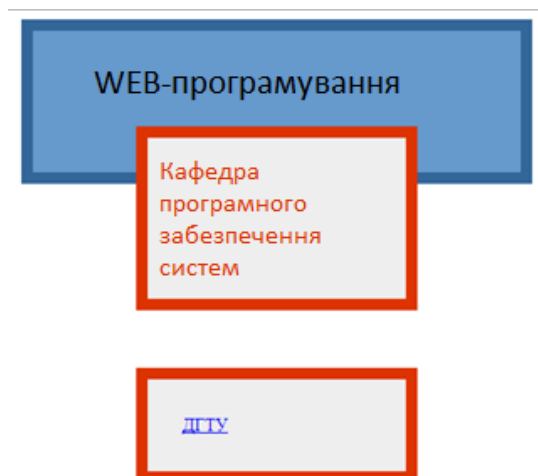 WEB-програмування
Кафедра
програмного
забезпечення
систем
ДГТУ